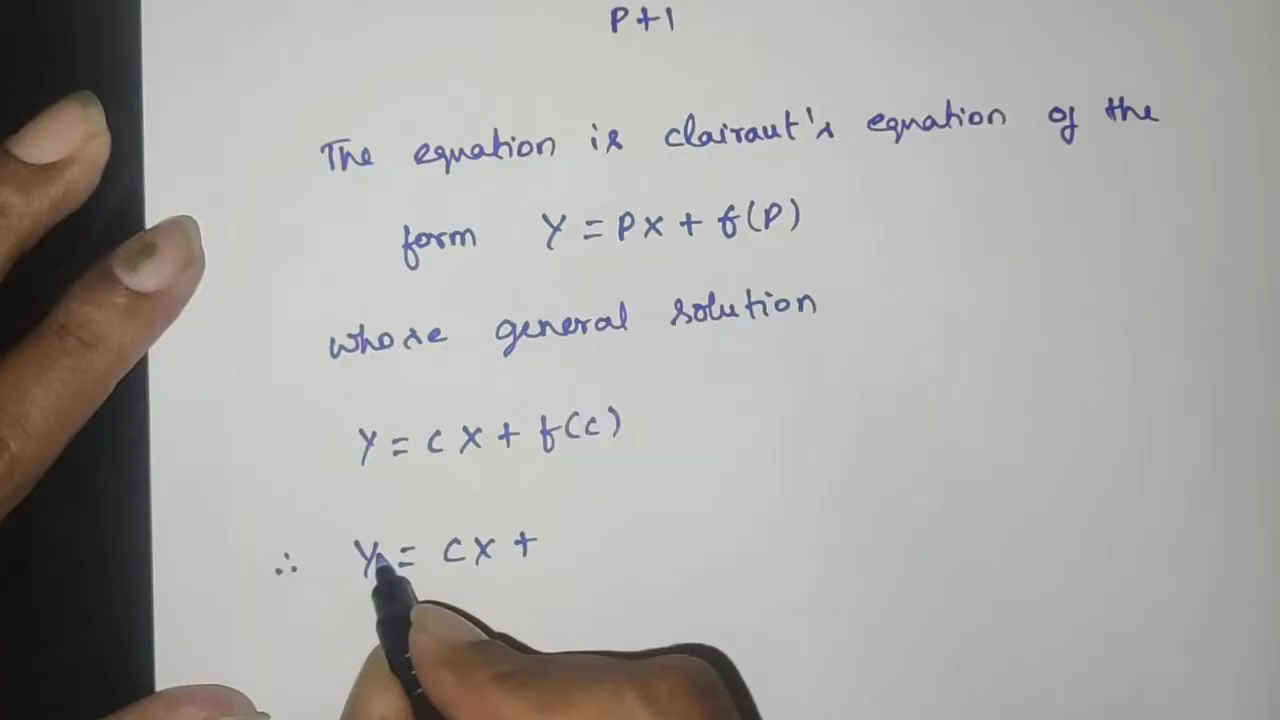 P+1
The equation is clairaut's equation of the
form Y = PX + f(P)
whose general solution
Y = CX + f(C)
∴ Y = CX +